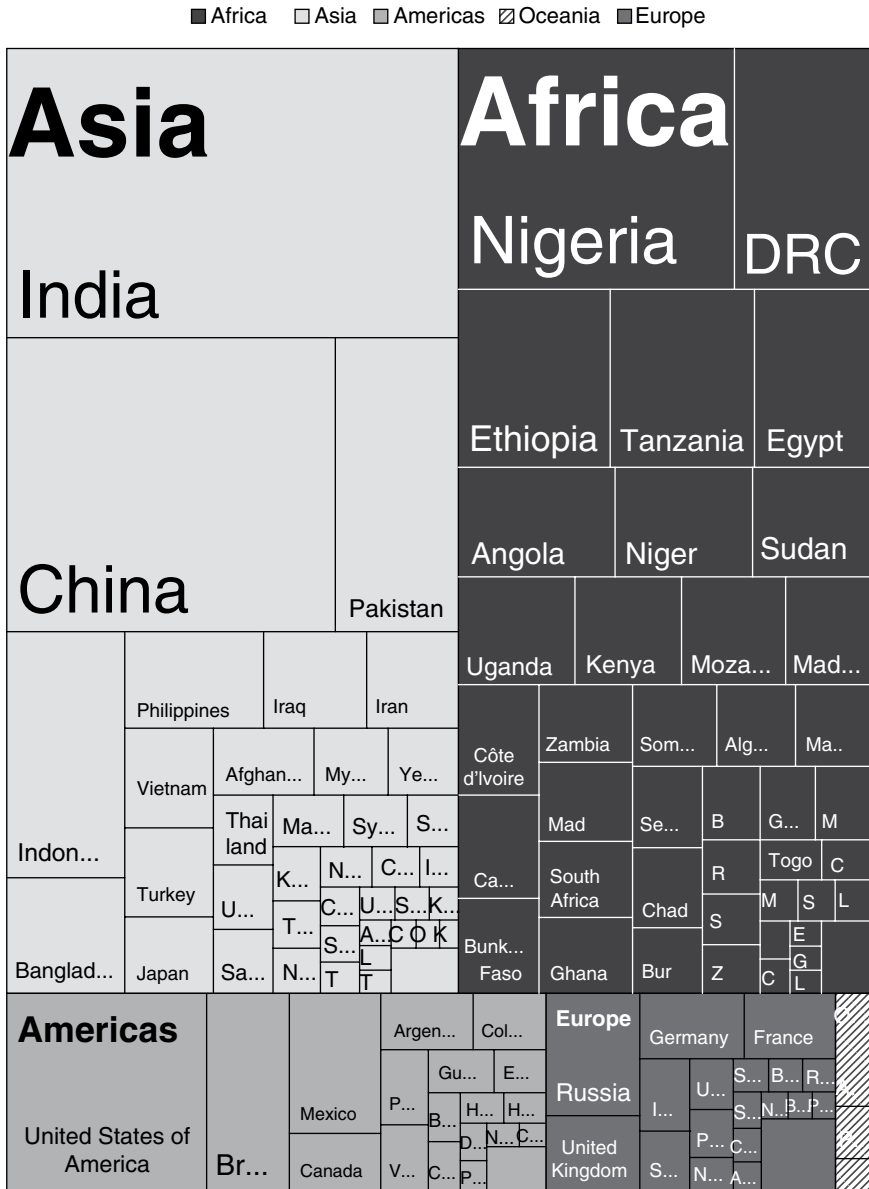 Africa Asia Americas Oceania Europe
Asia
India
China
Pakistan
Indon...
Banglad...
Philippines
Iraq
Iran
Vietnam
Turkey
Japan
Afghan...
My...
Ye...
Thai
land
Ma...
Sy...
S...
U...
Sa...
K...
T...
N...
N...
C...
I...
C...
S...
T
U...
S...
K...
A...
C
O
K
L
T
Africa
Nigeria
DRC
Ethiopia
Tanzania
Egypt
Angola
Niger
Sudan
Uganda
Kenya
Moza...
Mad...
Côte
d'Ivoire
Ca...
Bunk...
Faso
Zambia
Mad
South
Africa
Ghana
Som...
Alg...
Ma..
Se...
Chad
Bur
B
R
S
Z
G...
M
Togo
C
M
S
L
E
G
C
L
Americas
United States of
America
Br...
Mexico
Canada
Argen...
Col...
P...
V...
Gu...
E...
B...
C...
H...
H...
D...
N...
C...
P...
Europe
Russia
United
Kingdom
Germany
France
I...
S...
U...
P...
N...
S...
B...
R...
S...
N...
B...
P...
C...
A...